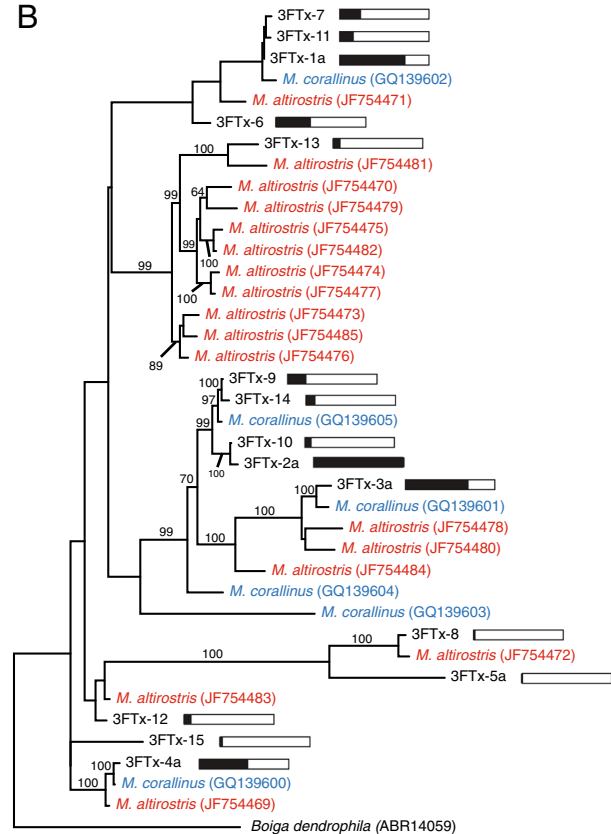 B
3FTx-7
3FTx-11
3FTx-1a
M. corallinus (GQ139602)
M. altirostris (JF754471)
3FTx-6
3FTx-13
100
M. altirostris (JF754481)
99
M. altirostris (JF754470)
64
M. altirostris (JF754479)
M. altirostris (JF754475)
99
M. altirostris (JF754482)
100
99
M. altirostris (JF754474)
100
M. altirostris (JF754477)
M. altirostris (JF754473)
M. altirostris (JF754485)
89
M. altirostris (JF754476)
100
3FTx-9
97
3FTx-14
99
M. corallinus (GQ139605)
3FTx-10
100
3FTx-2a
70
3FTx-3a
100
M. corallinus (GQ139601)
100
M. altirostris (JF754478)
99
100
M. altirostris (JF754480)
M. altirostris (JF754484)
M. corallinus (GQ139604)
M. corallinus (GQ139603)
3FTx-8
100
100
M. altirostris (JF754472)
3FTx-5a
M. altirostris (JF754483)
3FTx-12
3FTx-15
3FTx-4a
100
100
M. corallinus (GQ139600)
M. altirostris (JF754469)
Boiga dendrophila (ABR14059)